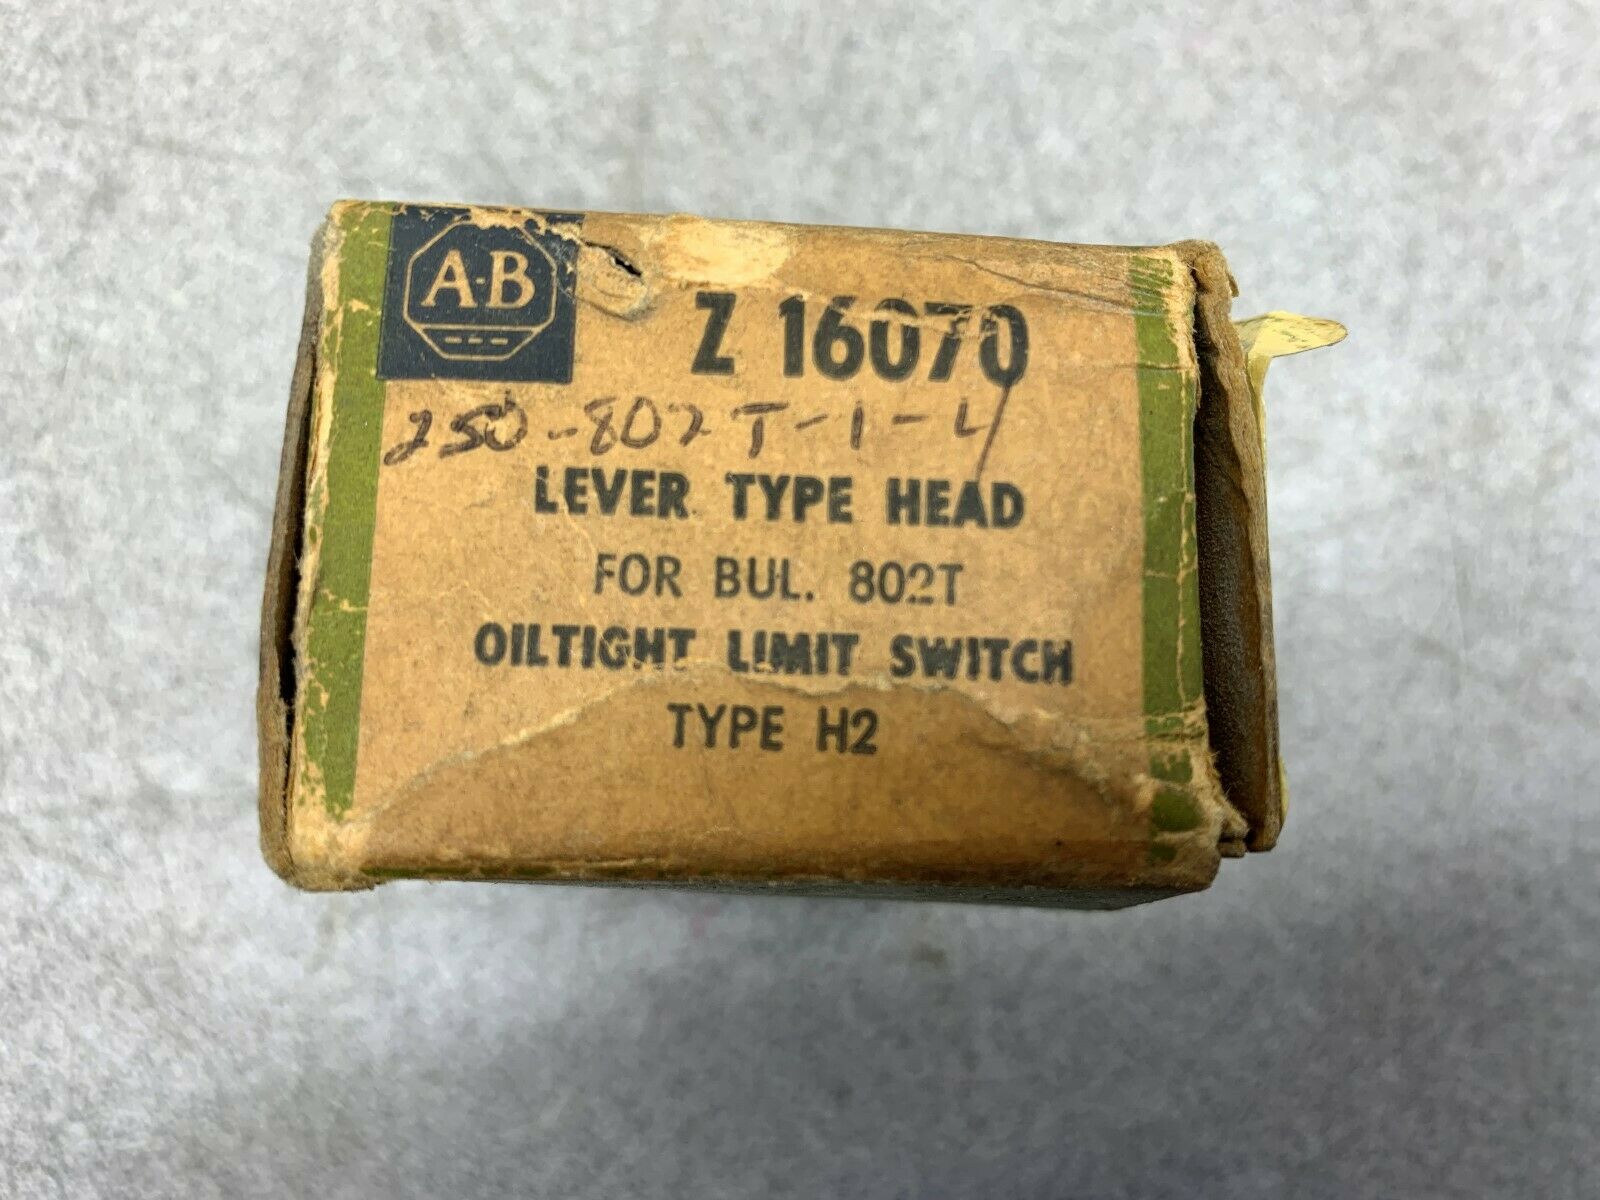 A-B
Z 16070
250-802T-1-4
LEVER TYPE HEAD
FOR BUL. 802T
OILTIGHT LIMIT SWITCH
TYPE H2